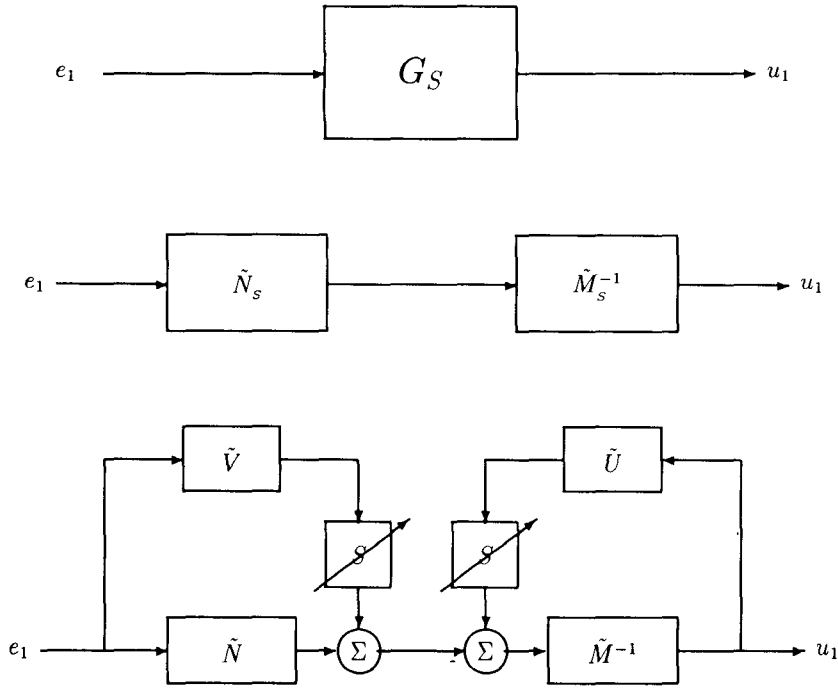 e₁ G_S u₁
e₁ Ñ_s M̃_s⁻¹ u₁
Ṽ Ũ
S S
e₁ Ñ Σ - Σ M̃⁻¹ u₁